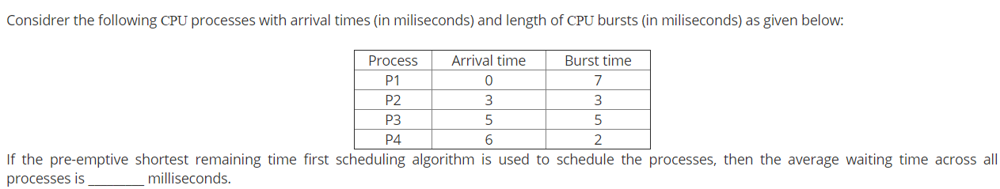 Considrer the following CPU processes with arrival times (in miliseconds) and length of CPU bursts (in miliseconds) as given below:
Process Arrival time Burst time
P1 0 7
P2 3 3
P3 5 5
P4 6 2
If the pre-emptive shortest remaining time first scheduling algorithm is used to schedule the processes, then the average waiting time across all
processes is ________ milliseconds.